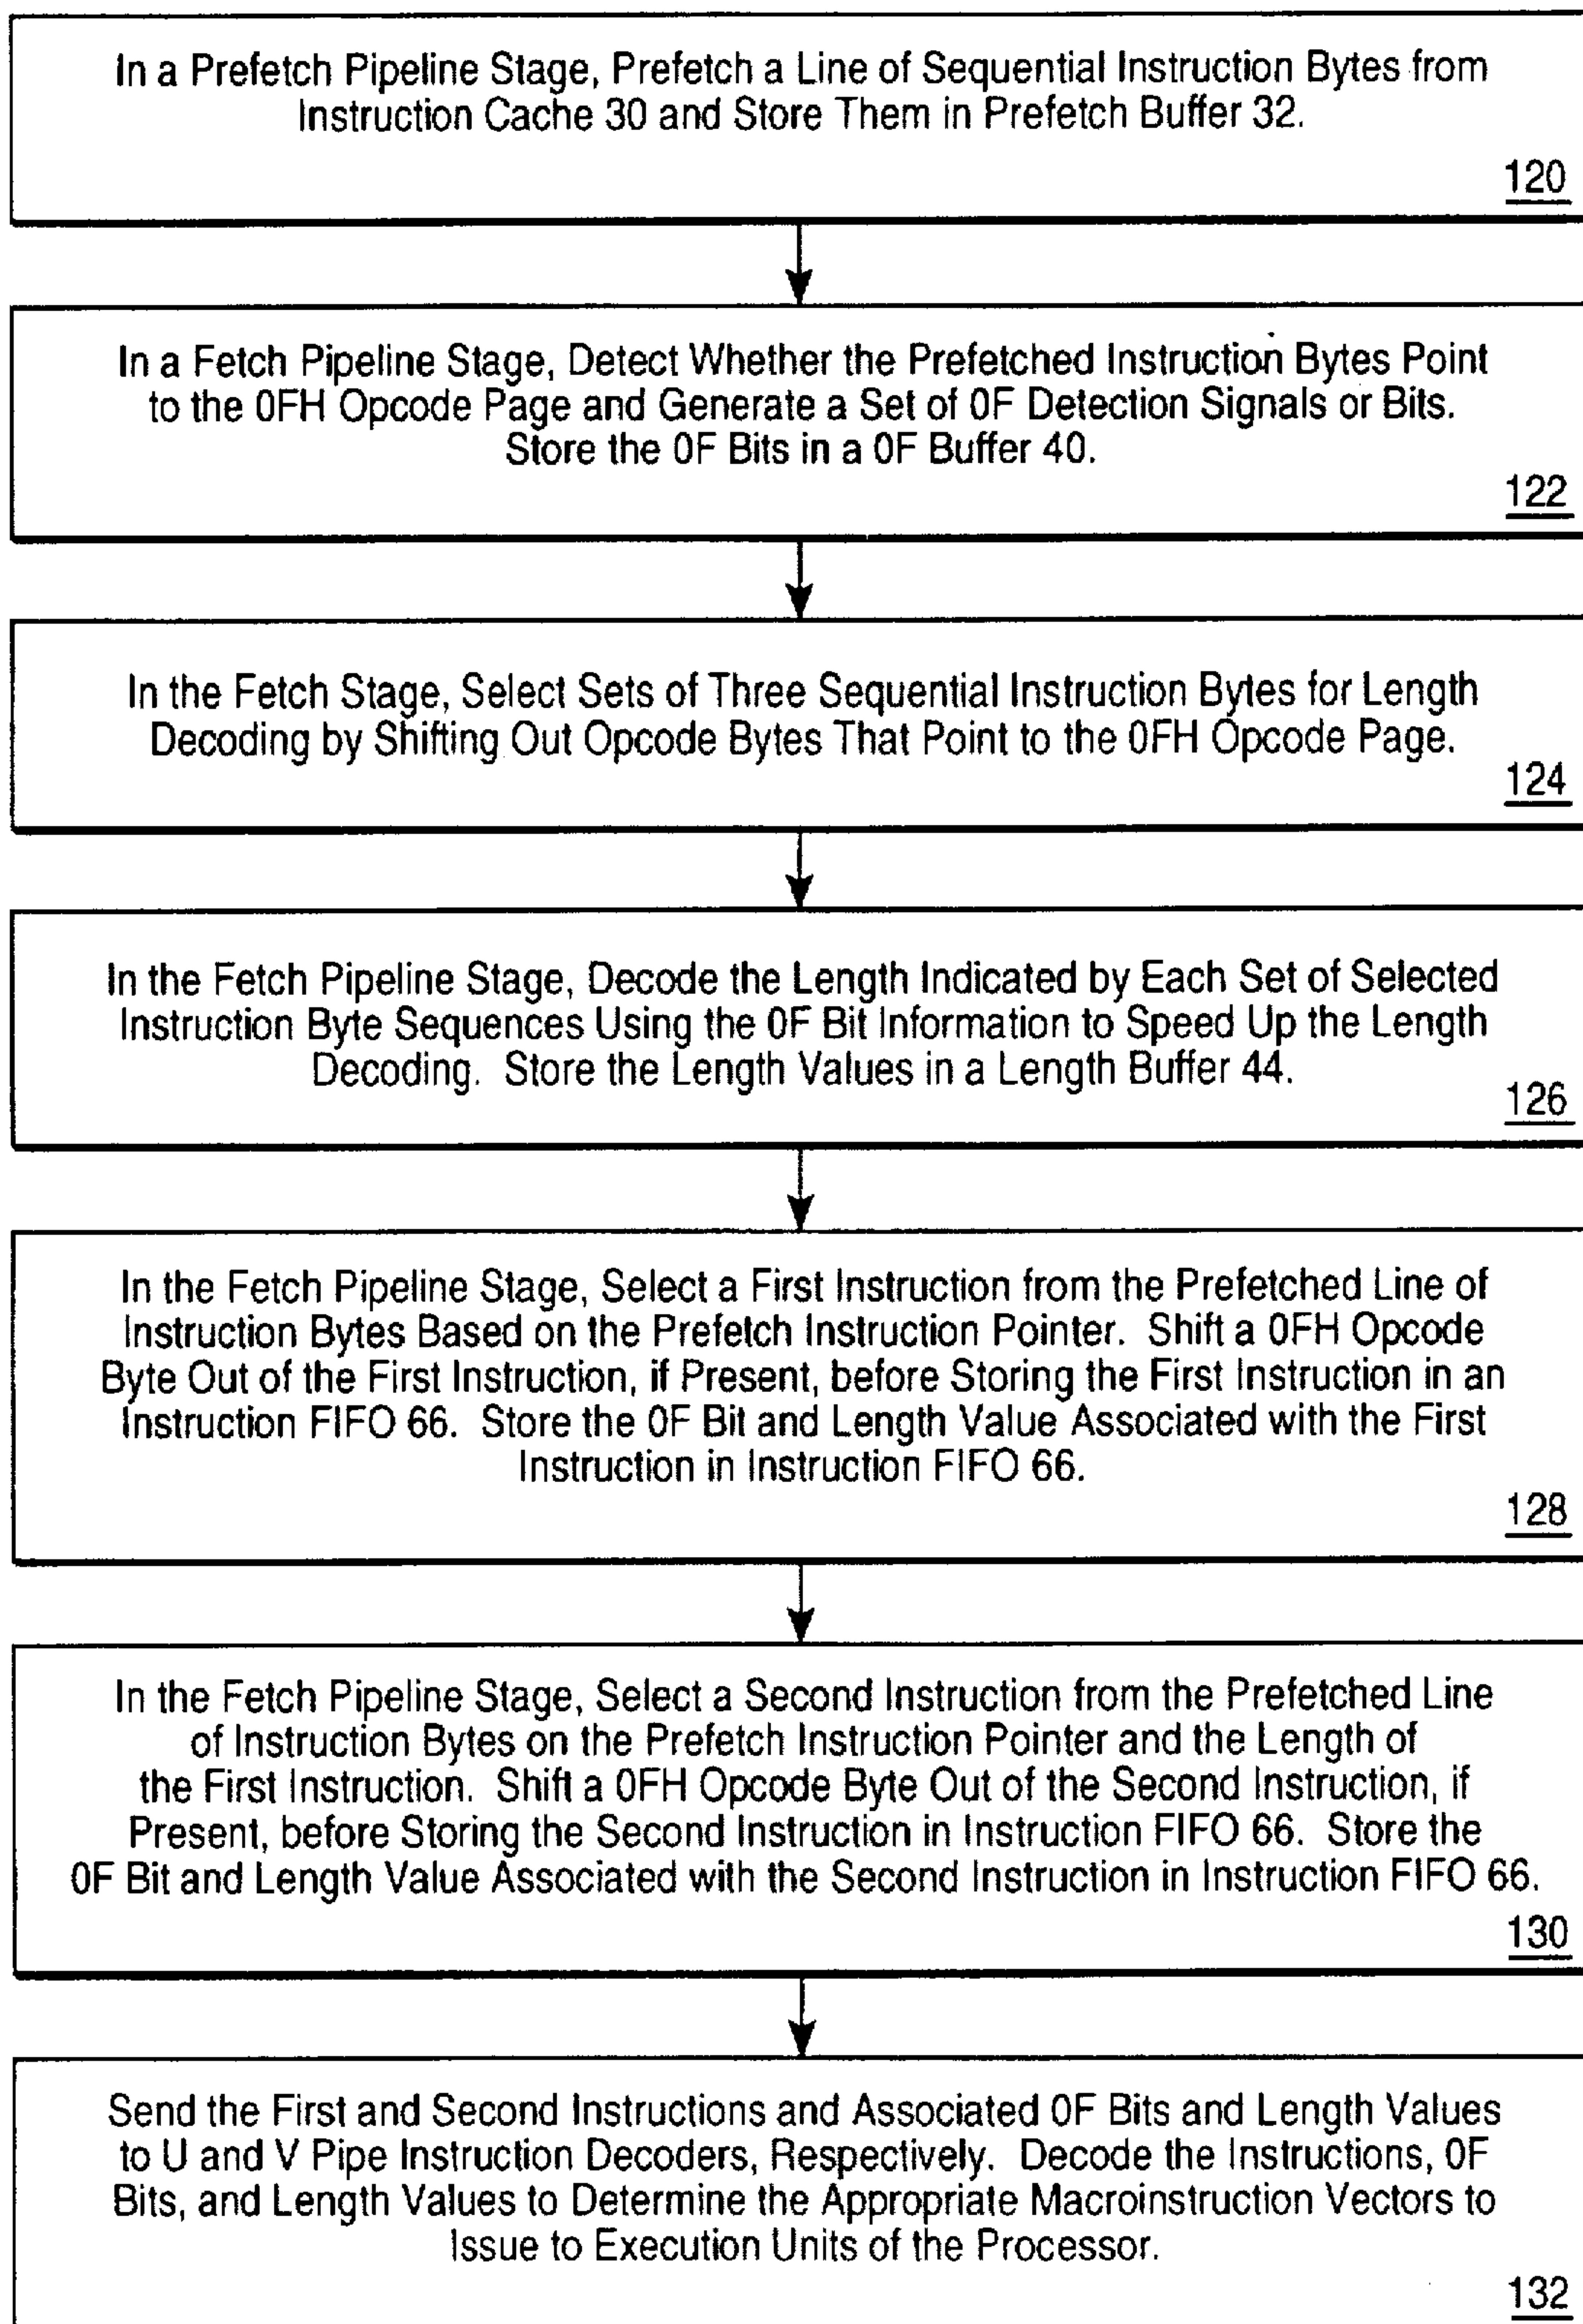 In a Prefetch Pipeline Stage, Prefetch a Line of Sequential Instruction Bytes from
Instruction Cache 30 and Store Them in Prefetch Buffer 32.
120
In a Fetch Pipeline Stage, Detect Whether the Prefetched Instruction Bytes Point
to the 0FH Opcode Page and Generate a Set of 0F Detection Signals or Bits.
Store the 0F Bits in a 0F Buffer 40.
122
In the Fetch Stage, Select Sets of Three Sequential Instruction Bytes for Length
Decoding by Shifting Out Opcode Bytes That Point to the 0FH Opcode Page.
124
In the Fetch Pipeline Stage, Decode the Length Indicated by Each Set of Selected
Instruction Byte Sequences Using the 0F Bit Information to Speed Up the Length
Decoding. Store the Length Values in a Length Buffer 44.
126
In the Fetch Pipeline Stage, Select a First Instruction from the Prefetched Line of
Instruction Bytes Based on the Prefetch Instruction Pointer. Shift a 0FH Opcode
Byte Out of the First Instruction, if Present, before Storing the First Instruction in an
Instruction FIFO 66. Store the 0F Bit and Length Value Associated with the First
Instruction in Instruction FIFO 66.
128
In the Fetch Pipeline Stage, Select a Second Instruction from the Prefetched Line
of Instruction Bytes on the Prefetch Instruction Pointer and the Length of
the First Instruction. Shift a 0FH Opcode Byte Out of the Second Instruction, if
Present, before Storing the Second Instruction in Instruction FIFO 66. Store the
0F Bit and Length Value Associated with the Second Instruction in Instruction FIFO 66.
130
Send the First and Second Instructions and Associated 0F Bits and Length Values
to U and V Pipe Instruction Decoders, Respectively. Decode the Instructions, 0F
Bits, and Length Values to Determine the Appropriate Macroinstruction Vectors to
Issue to Execution Units of the Processor.
132